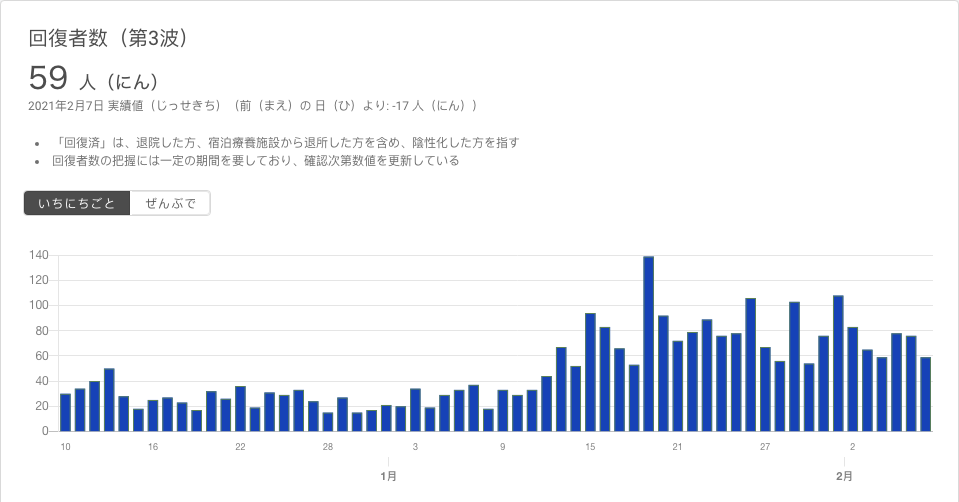 回復者数（第3波）
59 人（にん）
2021年2月7日 実績値（じっせきち）（前（まえ）の 日（ひ）より: -17 人（にん））
• 「回復済」は、退院した方、宿泊療養施設から退所した方を含め、陰性化した方を指す
• 回復者数の把握には一定の期間を要しており、確認次第数値を更新している
いちにちごと ぜんぶで
140
120
100
80
60
40
20
0
10 16 22 28 3 9 15 21 27 2
1月 2月